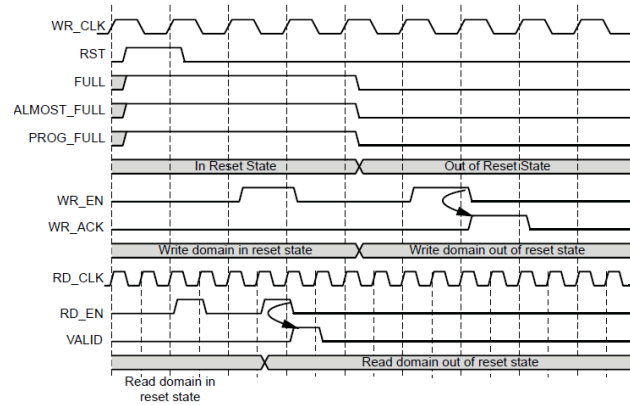 WR_CLK
RST
FULL
ALMOST_FULL
PROG_FULL
In Reset State Out of Reset State
WR_EN
WR_ACK
Write domain in reset state Write domain out of reset state
RD_CLK
RD_EN
VALID
Read domain out of reset state
Read domain in
reset state